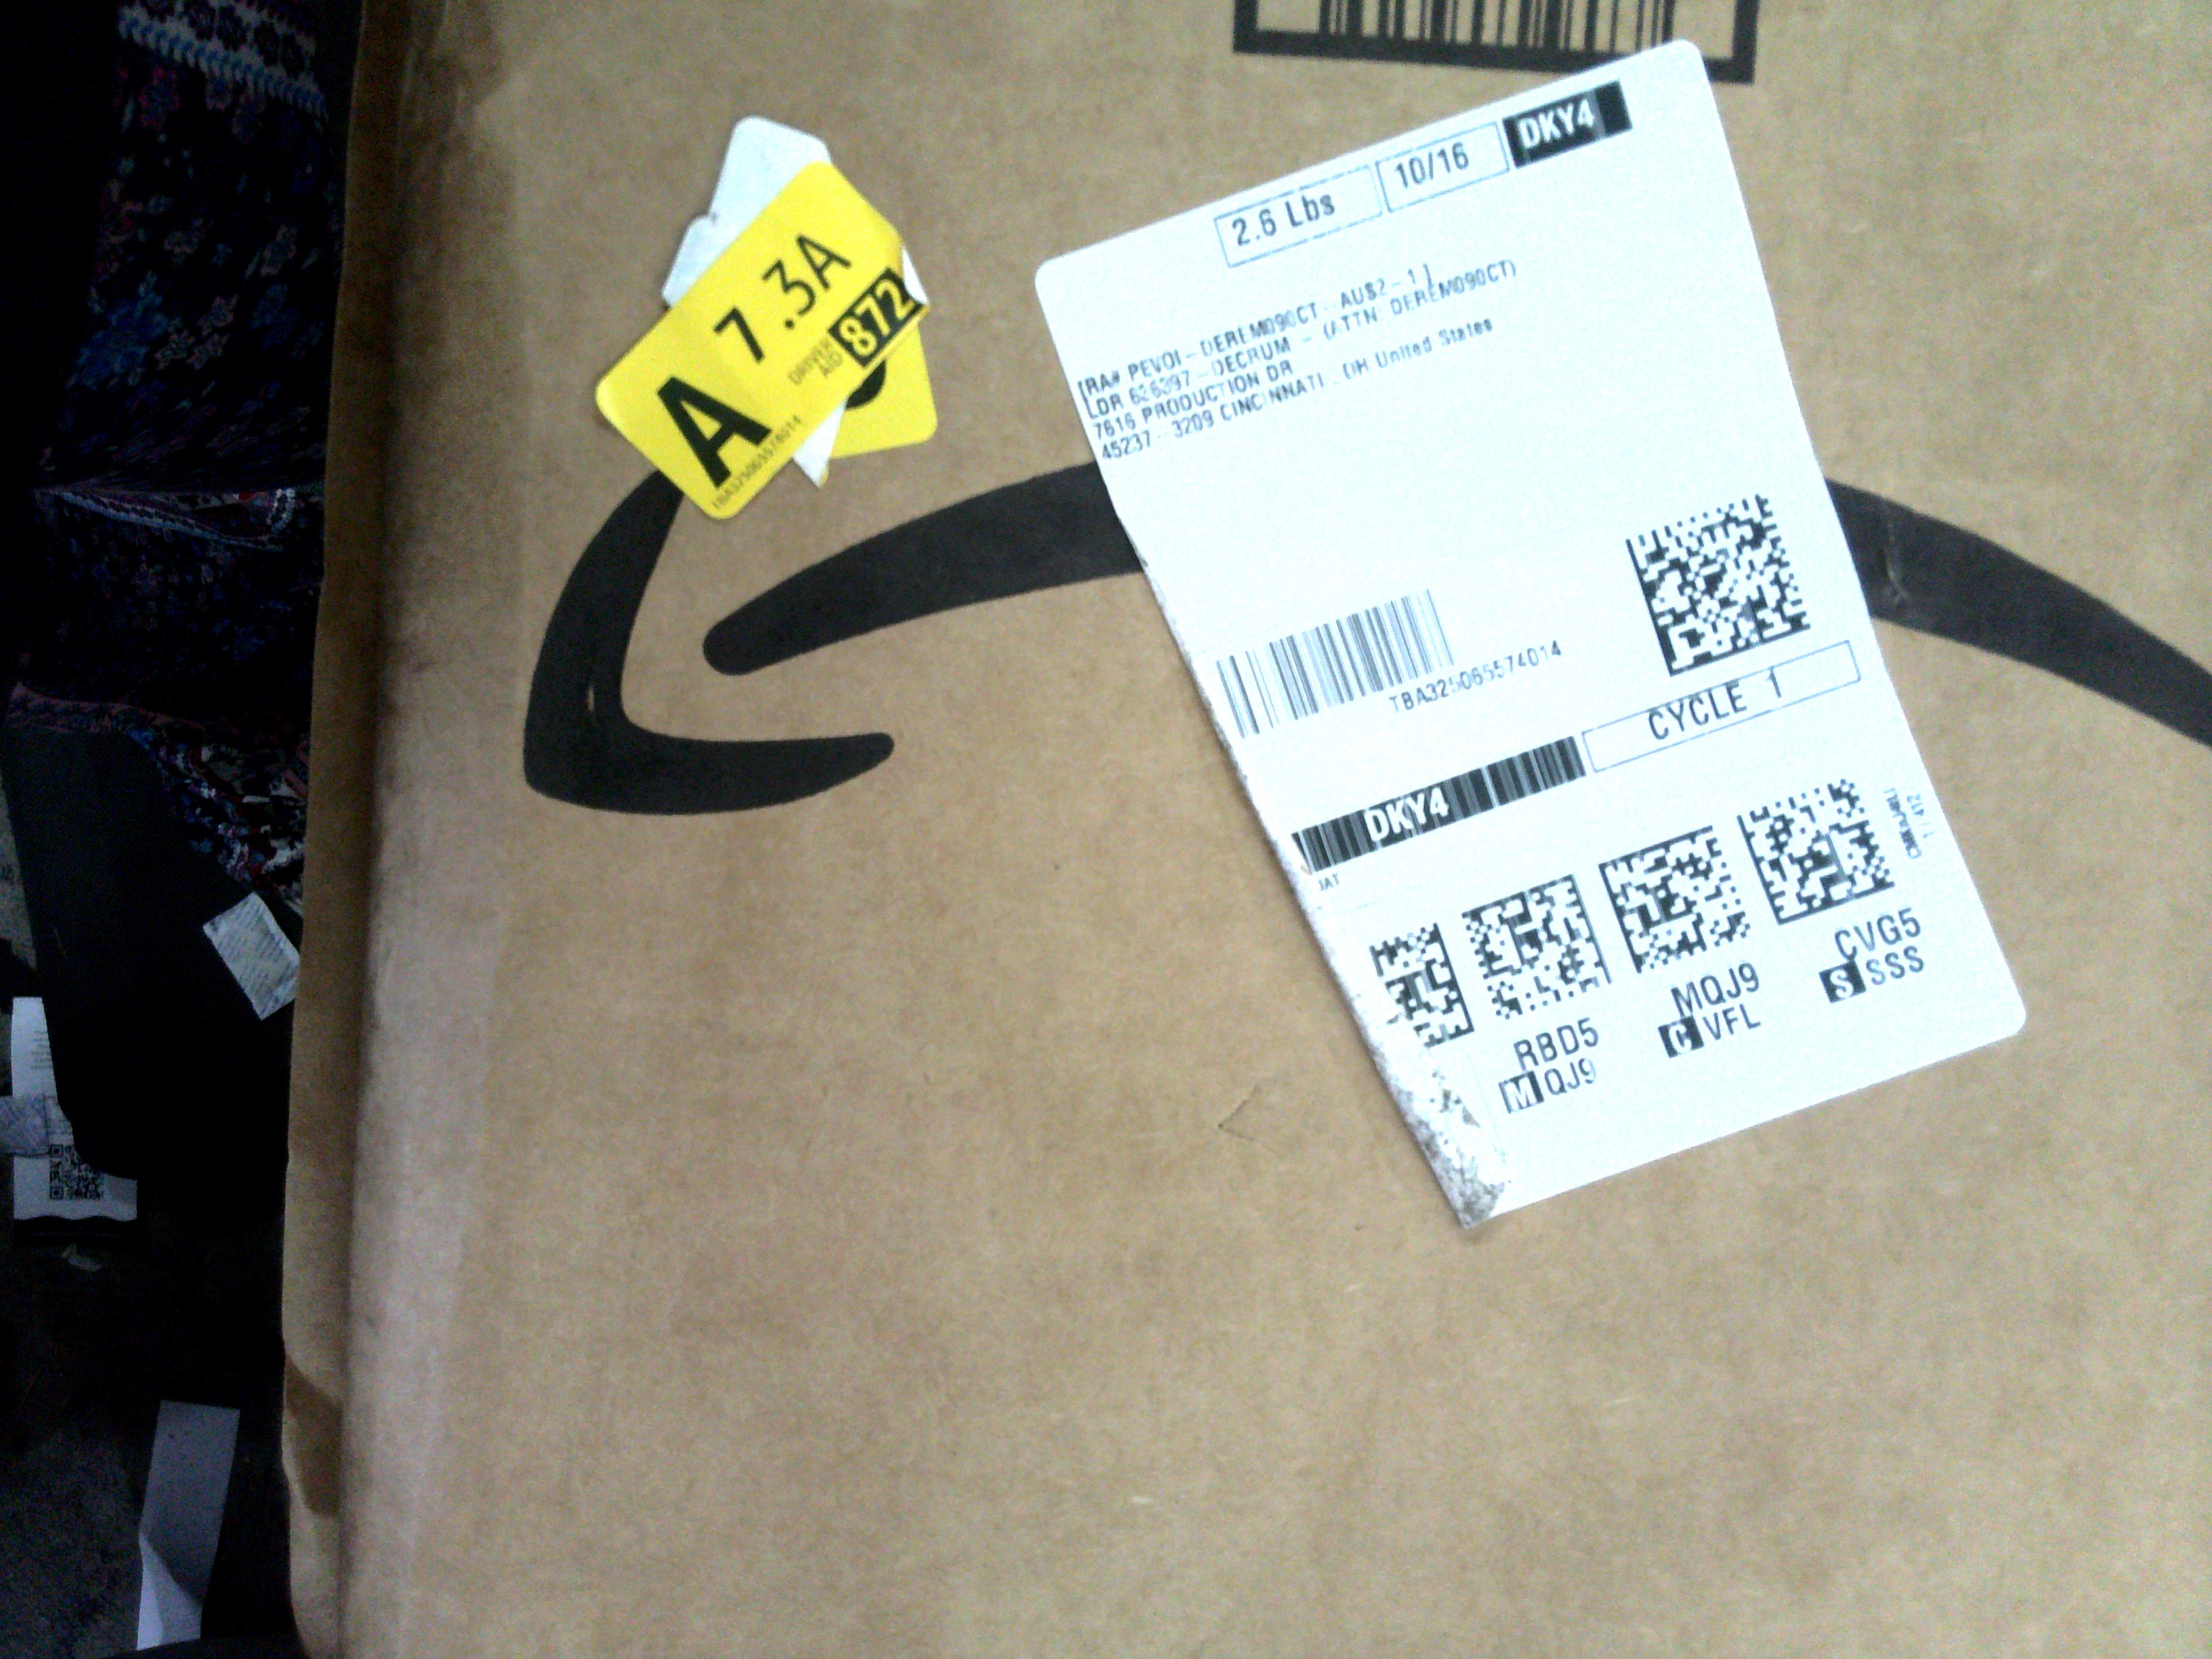 A
7.3A
DRIVER
AID
872
TBA325065574014
2.6 Lbs
10/16
DKY4
[RA# PEVOI-DEREM090CT-AUS2-1]
LDR 626397-DECRUM - (ATTN: DEREM090CT)
7616 PRODUCTION DR
45237-3209 CINCINNATI, OH United States
TBA325065574014
CYCLE 1
DKY4
RBD5
MQJ9
MQJ9
C VFL
CVG5
S SSS